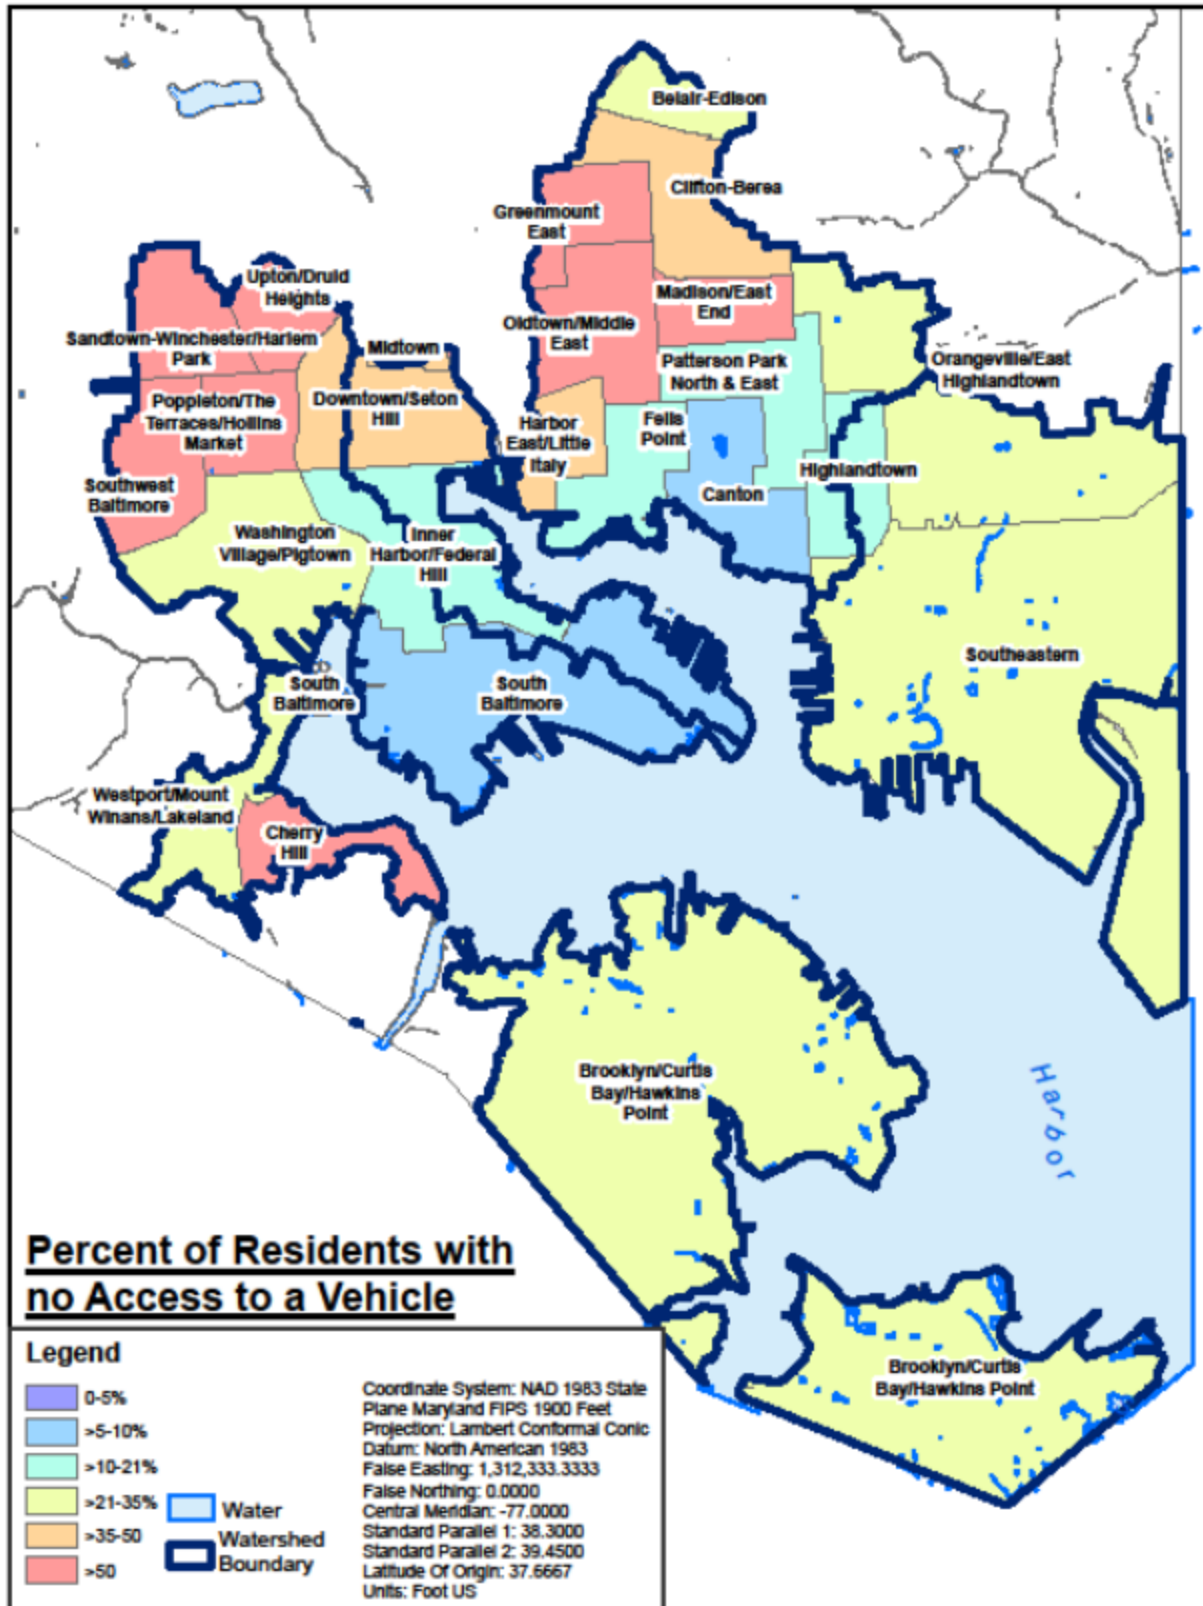 Belair-Edison
Clifton-Berea
Greenmount
East
Upton/Druid
Heights
Madison/East
End
Sandtown-Winchester/Harlem
Park
Midtown
Oldtown/Middle
East
Patterson Park
North & East
Orangeville/East
Highlandtown
Poppleton/The
Terraces/Hollins
Market
Downtown/Seton
Hill
Harbor
East/Little
Italy
Fells
Point
Highlandtown
Southwest
Baltimore
Canton
Washington
Village/Pigtown
Inner
Harbor/Federal
Hill
Southeastern
South
Baltimore
South
Baltimore
Westport/Mount
Winans/Lakeland
Cherry
Hill
Brooklyn/Curtis
Bay/Hawkins
Point
Harbor
Brooklyn/Curtis
Bay/Hawkins Point
Percent of Residents with
no Access to a Vehicle
Legend
0-5%
>5-10%
>10-21%
>21-35%
>35-50
>50
Water
Watershed
Boundary
Coordinate System: NAD 1983 State
Plane Maryland FIPS 1900 Feet
Projection: Lambert Conformal Conic
Datum: North American 1983
False Easting: 1,312,333.3333
False Northing: 0.0000
Central Meridian: -77.0000
Standard Parallel 1: 38.3000
Standard Parallel 2: 39.4500
Latitude Of Origin: 37.6667
Units: Foot US